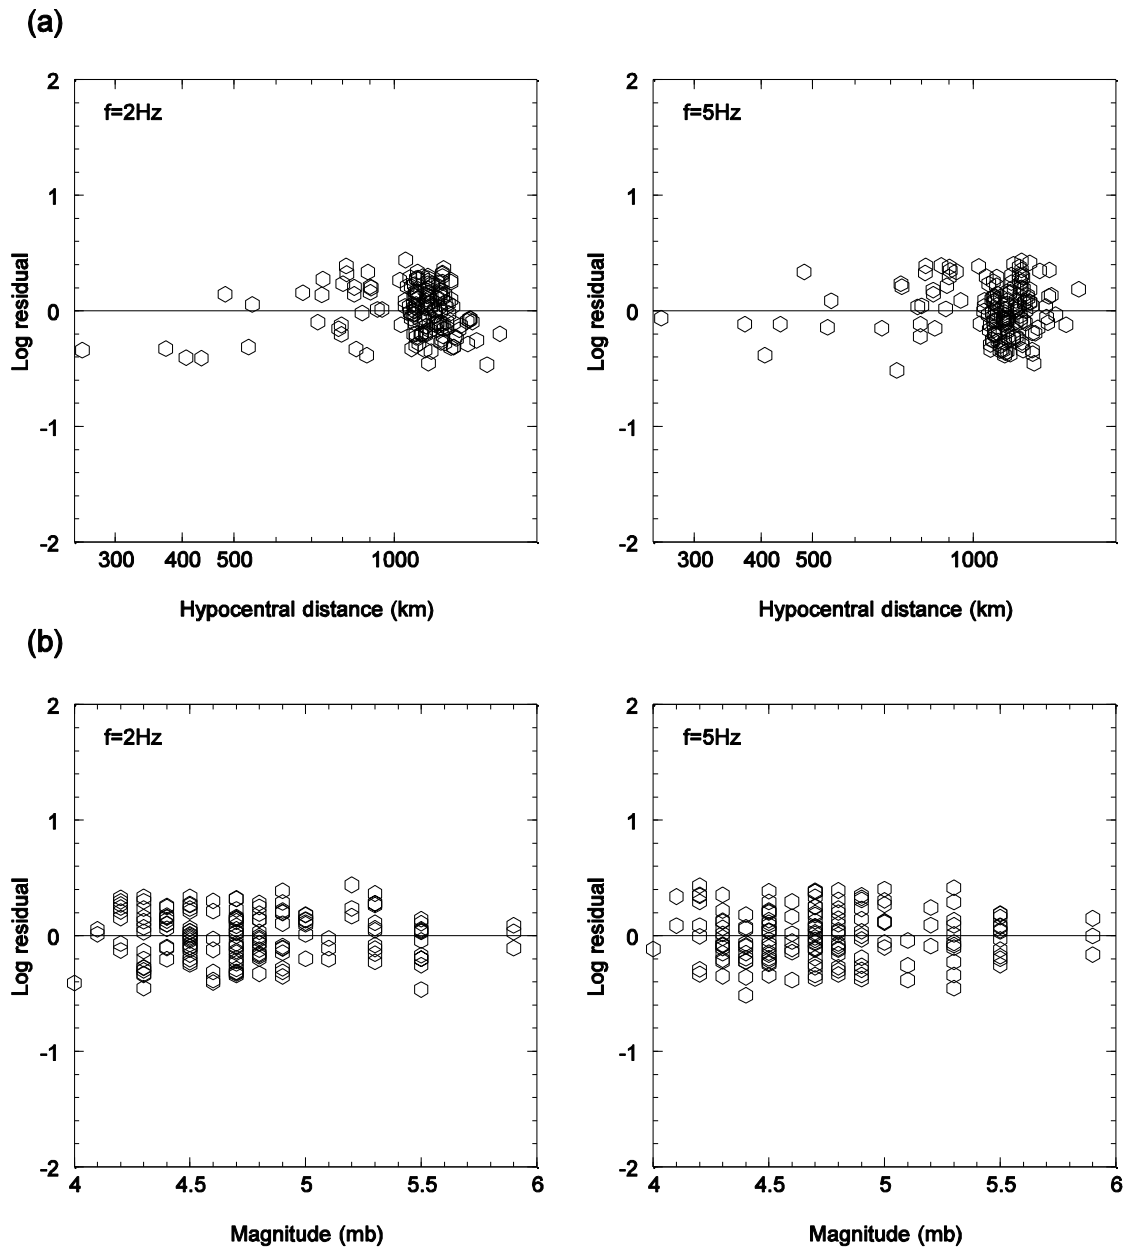 (a)
2
1
0
-1
-2
Log residual
f=2Hz
300 400 500 1000
Hypocentral distance (km)
2
1
0
-1
-2
Log residual
f=5Hz
300 400 500 1000
Hypocentral distance (km)
(b)
2
1
0
-1
-2
Log residual
f=2Hz
4 4.5 5 5.5 6
Magnitude (mb)
2
1
0
-1
-2
Log residual
f=5Hz
4 4.5 5 5.5 6
Magnitude (mb)